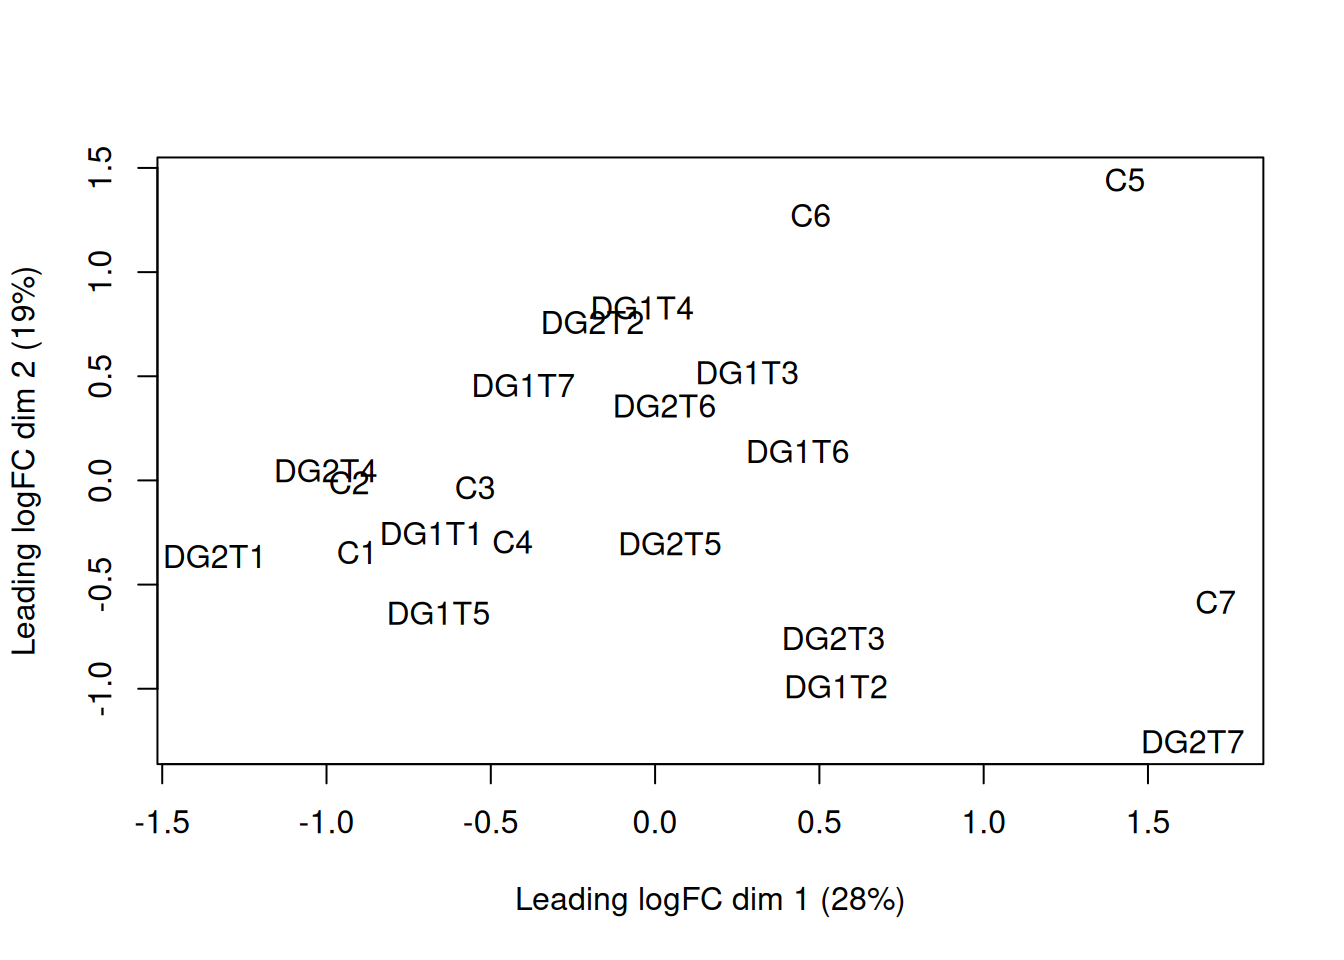 1.5
C5
C6
1.0
DG1T4
DG2T2
0.5
DG1T3
DG1T7
DG2T6
DG1T6
DG2T4
0.0
C2
C3
DG1T1
C4
DG2T5
C1
DG2T1
-0.5
C7
DG1T5
DG2T3
-1.0
DG1T2
DG2T7
Leading logFC dim 2 (19%)
-1.5 -1.0 -0.5 0.0 0.5 1.0 1.5
Leading logFC dim 1 (28%)